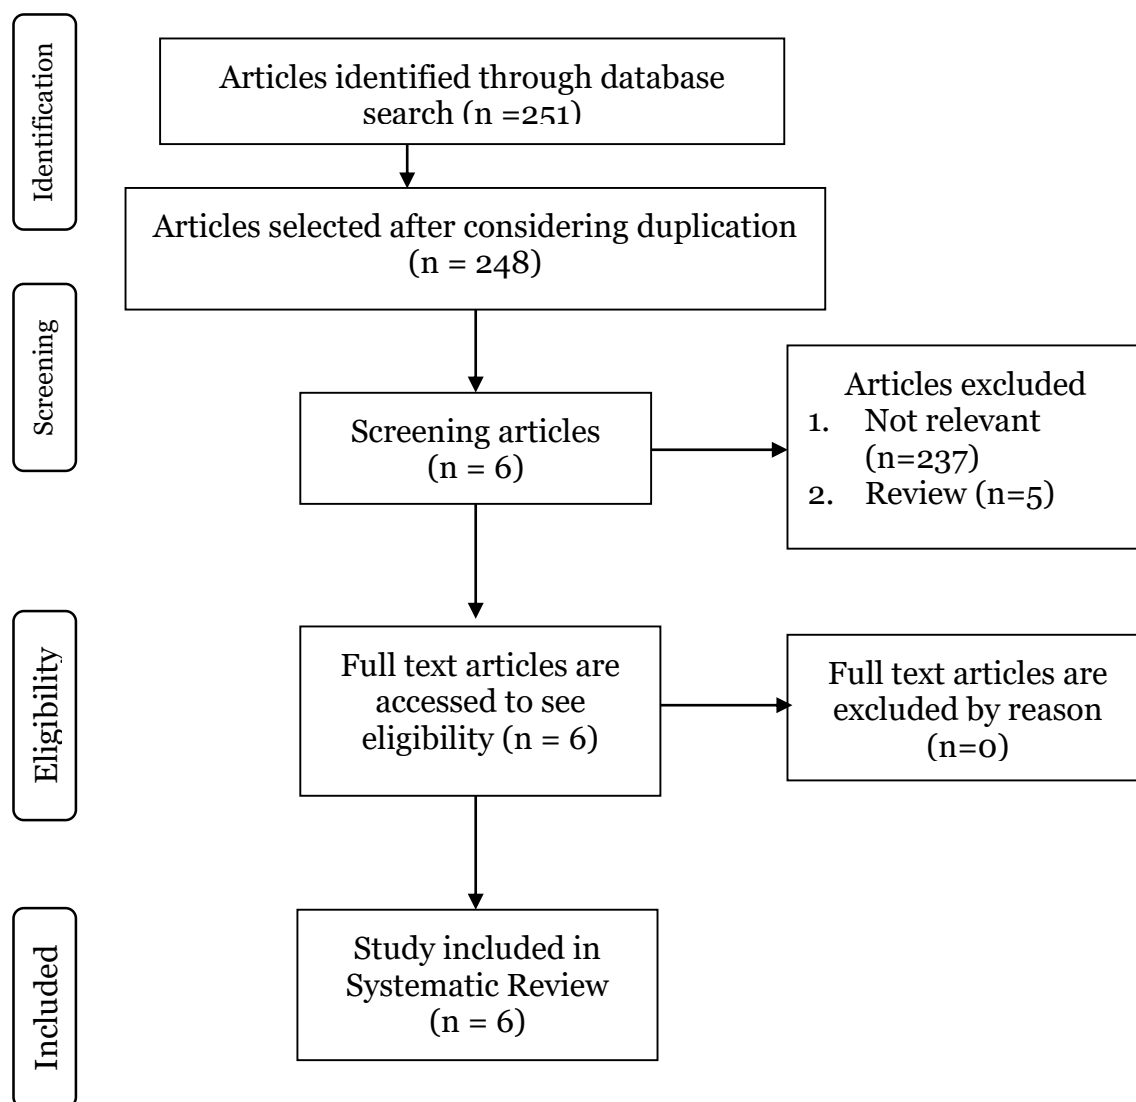 Identification
Articles identified through database
search (n =251)
Articles selected after considering duplication
(n = 248)
Screening
Screening articles
(n = 6)
Articles excluded
1. Not relevant
(n=237)
2. Review (n=5)
Eligibility
Full text articles are
accessed to see
eligibility (n = 6)
Full text articles are
excluded by reason
(n=0)
Included
Study included in
Systematic Review
(n = 6)